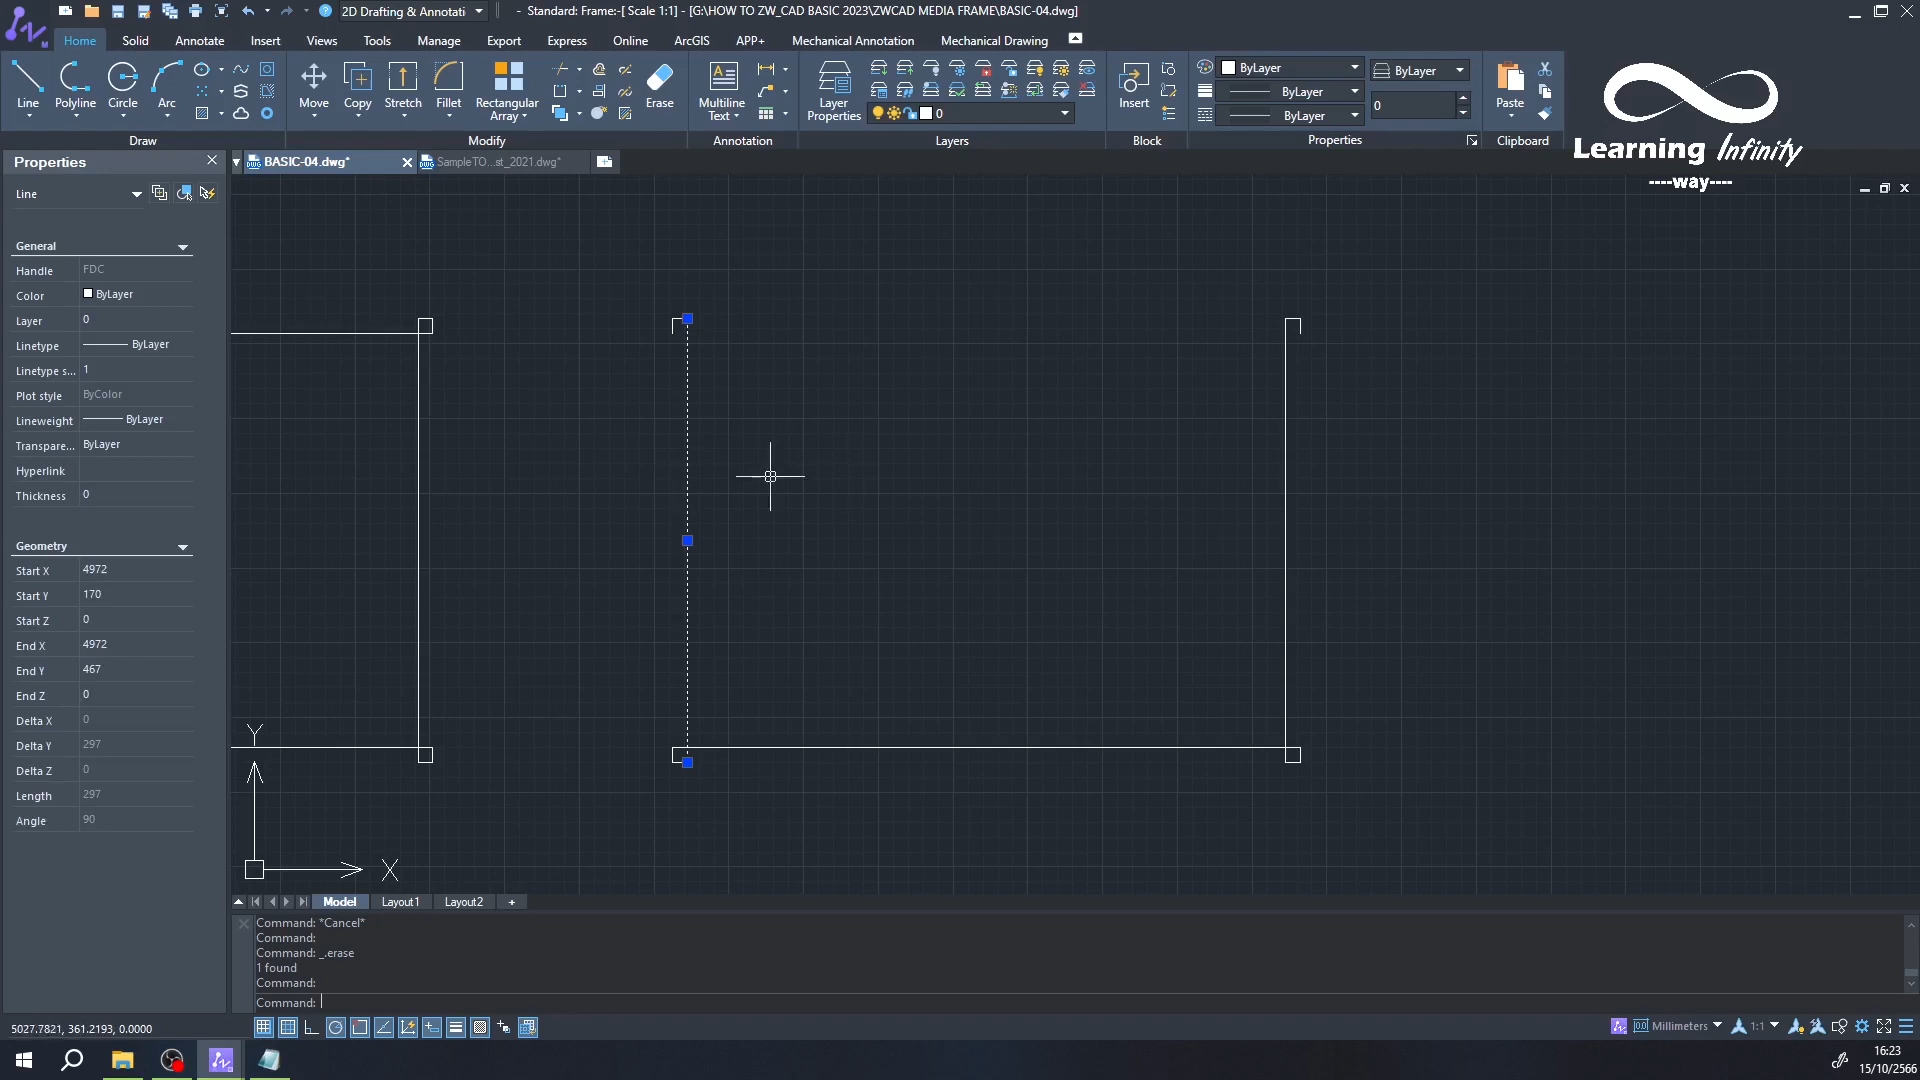 2D Drafting & Annotati
- Standard: Frame:-[ Scale 1:1] - [G:\HOW TO ZW_CAD BASIC 2023\ZWCAD MEDIA FRAME\BASIC-04.dwg]
Home Solid Annotate Insert Views Tools Manage Export Express Online ArcGIS APP+ Mechanical Annotation Mechanical Drawing
Line Polyline Circle Arc Move Copy Stretch Fillet Rectangular Array Erase Multiline Text Layer Properties 0 Insert ByLayer ByLayer ByLayer ByLayer 0 Paste
Draw Modify Annotation Layers Block Properties Clipboard
Learning Infinity
----way----
Properties
BASIC-04.dwg*
SampleTO...st_2021.dwg*
Line
General
Handle FDC
Color ByLayer
Layer 0
Linetype ByLayer
Linetype s... 1
Plot style ByColor
Lineweight ByLayer
Transpare... ByLayer
Hyperlink
Thickness 0
Geometry
Start X 4972
Start Y 170
Start Z 0
End X 4972
End Y 467
End Z 0
Delta X 0
Delta Y 297
Delta Z 0
Length 297
Angle 90
Y
X
Model Layout1 Layout2 +
Command: *Cancel*
Command:
Command: _.erase
1 found
Command:
Command:
5027.7821, 361.2193, 0.0000
Millimeters 1:1
16:23
15/10/2566